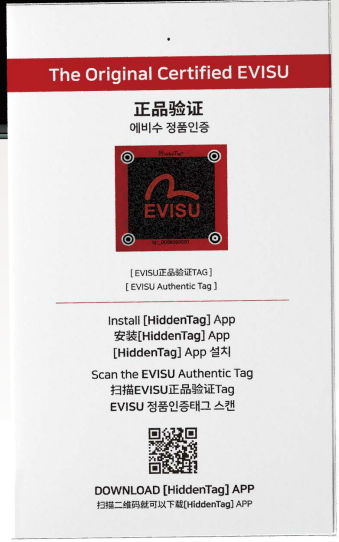 The Original Certified EVISU
正品验证
에비수 정품인증
HiddenTag
EVISU
[ EVISU正品验证TAG ]
[ EVISU Authentic Tag ]
Install [HiddenTag] App
安装[HiddenTag] App
[HiddenTag] App 설치
Scan the EVISU Authentic Tag
扫描EVISU正品验证Tag
EVISU 정품인증태그 스캔
DOWNLOAD [HiddenTag] APP
扫描二维码就可以下载[HiddenTag] APP